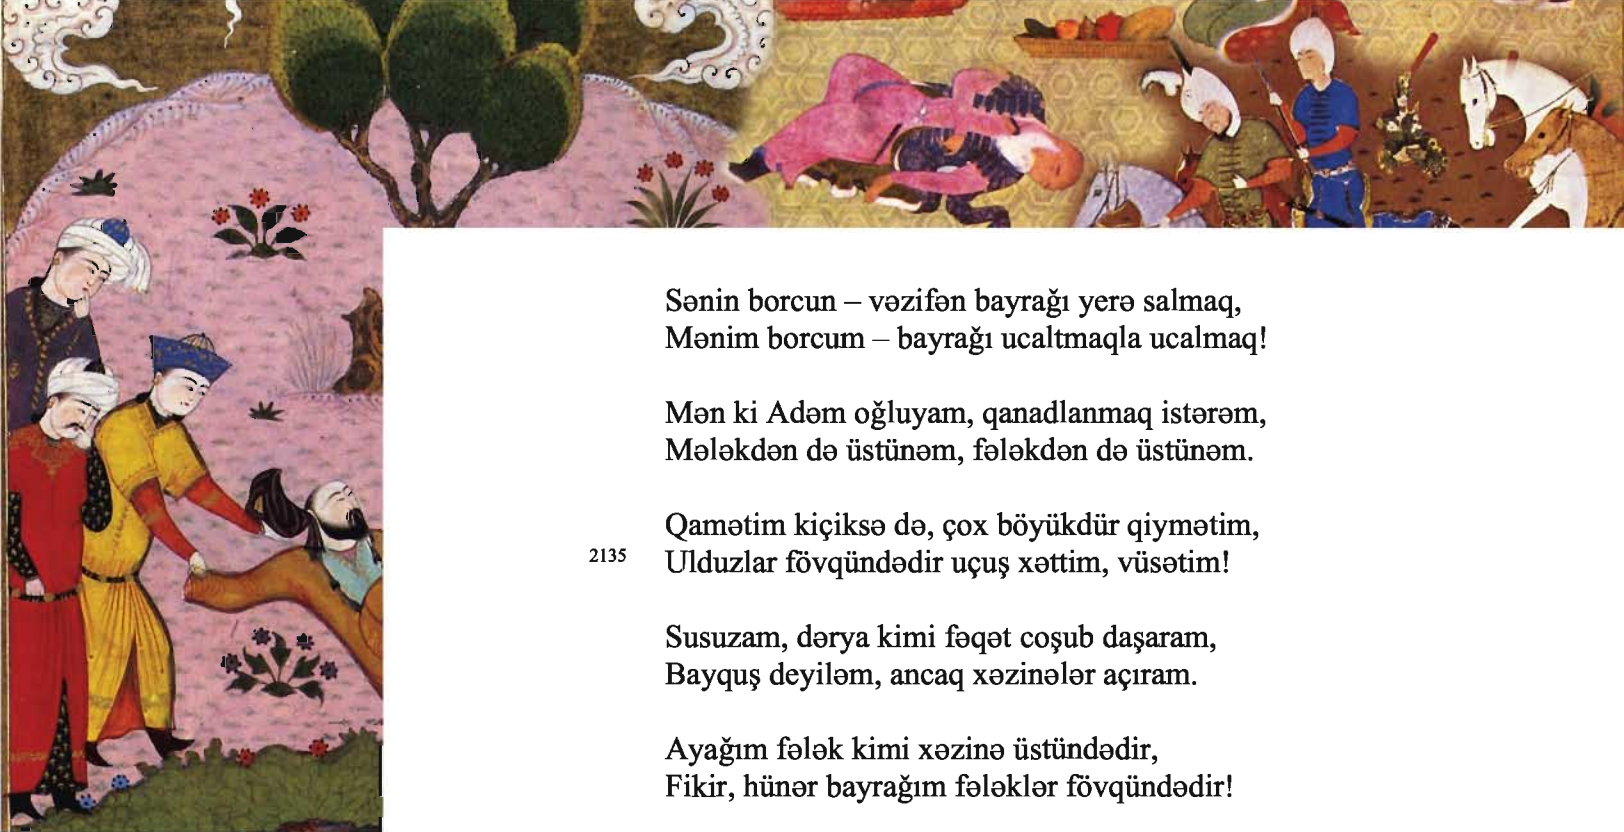 Sənin borcun – vəzifən bayrağı yerə salmaq,
Mənim borcum – bayrağı ucaltmaqla ucalmaq!
Mən ki Adəm oğluyam, qanadlanmaq istərəm,
Mələkdən də üstünəm, fələkdən də üstünəm.
Qamətim kiçiksə də, çox böyükdür qiymətim,
2135 Ulduzlar fövqündədir uçuş xəttim, vüsətim!
Susuzam, dərya kimi fəqət coşub daşaram,
Bayquş deyiləm, ancaq xəzinələr açıram.
Ayağım fələk kimi xəzinə üstündədir,
Fikir, hünər bayrağım fələklər fövqündədir!